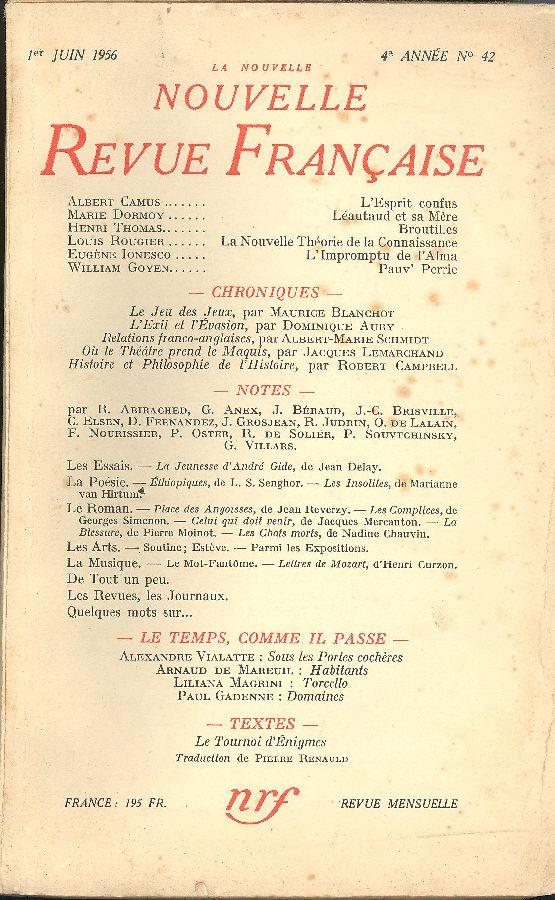 1er JUIN 1956 4e ANNÉE No 42
LA NOUVELLE
NOUVELLE
REVUE FRANÇAISE
ALBERT CAMUS ....... L'Esprit confus
MARIE DORMOY ...... Léautaud et sa Mère
HENRI THOMAS....... Broutilles
LOUIS ROUGIER ...... La Nouvelle Théorie de la Connaissance
EUGÈNE IONESCO ..... L'Impromptu de l'Alma
WILLIAM GOYEN...... Pauv' Perrie
— CHRONIQUES —
Le Jeu des Jeux, par MAURICE BLANCHOT
L'Exil et l'Évasion, par DOMINIQUE AURY
Relations franco-anglaises, par ALBERT-MARIE SCHMIDT
Où le Théâtre prend le Maquis, par JACQUES LEMARCHAND
Histoire et Philosophie de l'Histoire, par ROBERT CAMPBELL
— NOTES —
par R. ABIRACHED, G. ANEX, J. BÉRAUD, J.-C. BRISVILLE,
C. ELSEN, D. FERNANDEZ, J. GROSJEAN, R. JUDRIN, O. DE LALAIN,
F. NOURISSIER, P. OSTER, R. DE SOLIER, P. SOUVTCHINSKY,
G. VILLARS.
Les Essais. — La Jeunesse d'André Gide, de Jean Delay.
La Poésie. — Éthiopiques, de L. S. Senghor. — Les Insolites, de Marianne
van Hirtum.
Le Roman. — Place des Angoisses, de Jean Reverzy. — Les Complices, de
Georges Simenon. — Celui qui doit venir, de Jacques Mercanton. — La
Blessure, de Pierre Moinot. — Les Chats morts, de Nadine Chauvin.
Les Arts. — Soutine; Estève. — Parmi les Expositions.
La Musique. — Le Mot-Fantôme. — Lettres de Mozart, d'Henri Curzon.
De Tout un peu.
Les Revues, les Journaux.
Quelques mots sur...
— LE TEMPS, COMME IL PASSE —
ALEXANDRE VIALATTE : Sous les Portes cochères
ARNAUD DE MAREUIL : Habitants
LILIANA MAGRINI : Torcello
PAUL GADENNE : Domaines
— TEXTES —
Le Tournoi d'Énigmes
Traduction de PIERRE RENAULD
FRANCE : 195 FR. nrf REVUE MENSUELLE